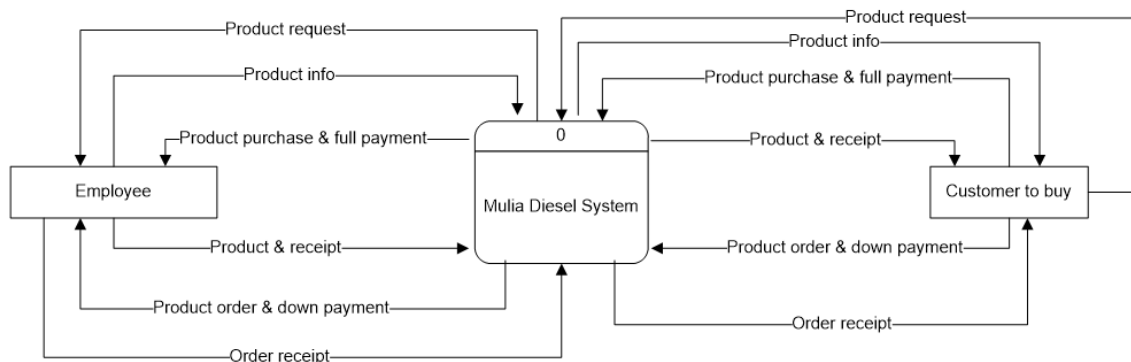 Product request
Product request
Product info
Product info
Product purchase & full payment
Product purchase & full payment
0
Product & receipt
Employee
Mulia Diesel System
Customer to buy
Product & receipt
Product order & down payment
Product order & down payment
Order receipt
Order receipt